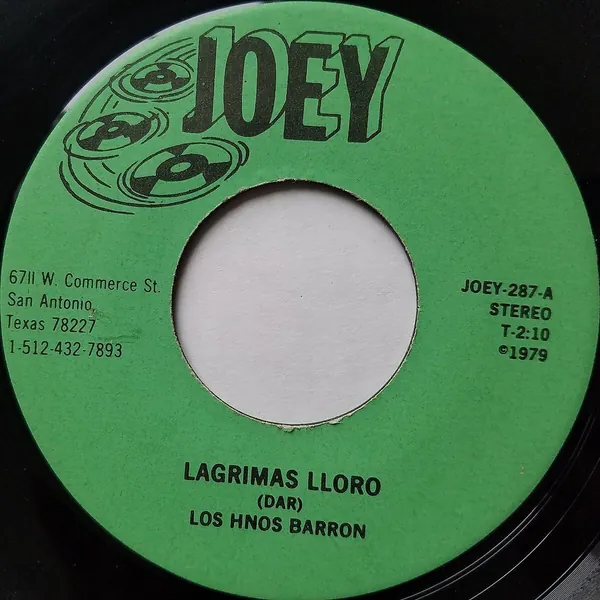 JOEY
6711 W. Commerce St.
San Antonio,
Texas 78227
1-512-432-7893
JOEY-287-A
STEREO
T-2:10
©1979
LAGRIMAS LLORO
(DAR)
LOS HNOS BARRON